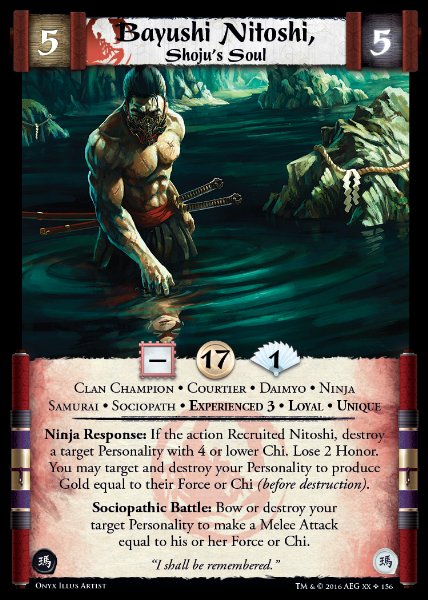 5
Bayushi Nitoshi,
Shoju's Soul
5
–
17
1
Clan Champion • Courtier • Daimyo • Ninja
Samurai • Sociopath • Experienced 3 • Loyal • Unique
Ninja Response: If the action Recruited Nitoshi, destroy
a target Personality with 4 or lower Chi. Lose 2 Honor.
You may target and destroy your Personality to produce
Gold equal to their Force or Chi (before destruction).
Sociopathic Battle: Bow or destroy your
target Personality to make a Melee Attack
equal to his or her Force or Chi.
"I shall be remembered."
瑪
瑪
Onyx Illus Artist
TM & © 2016 AEG XX ❖ 156